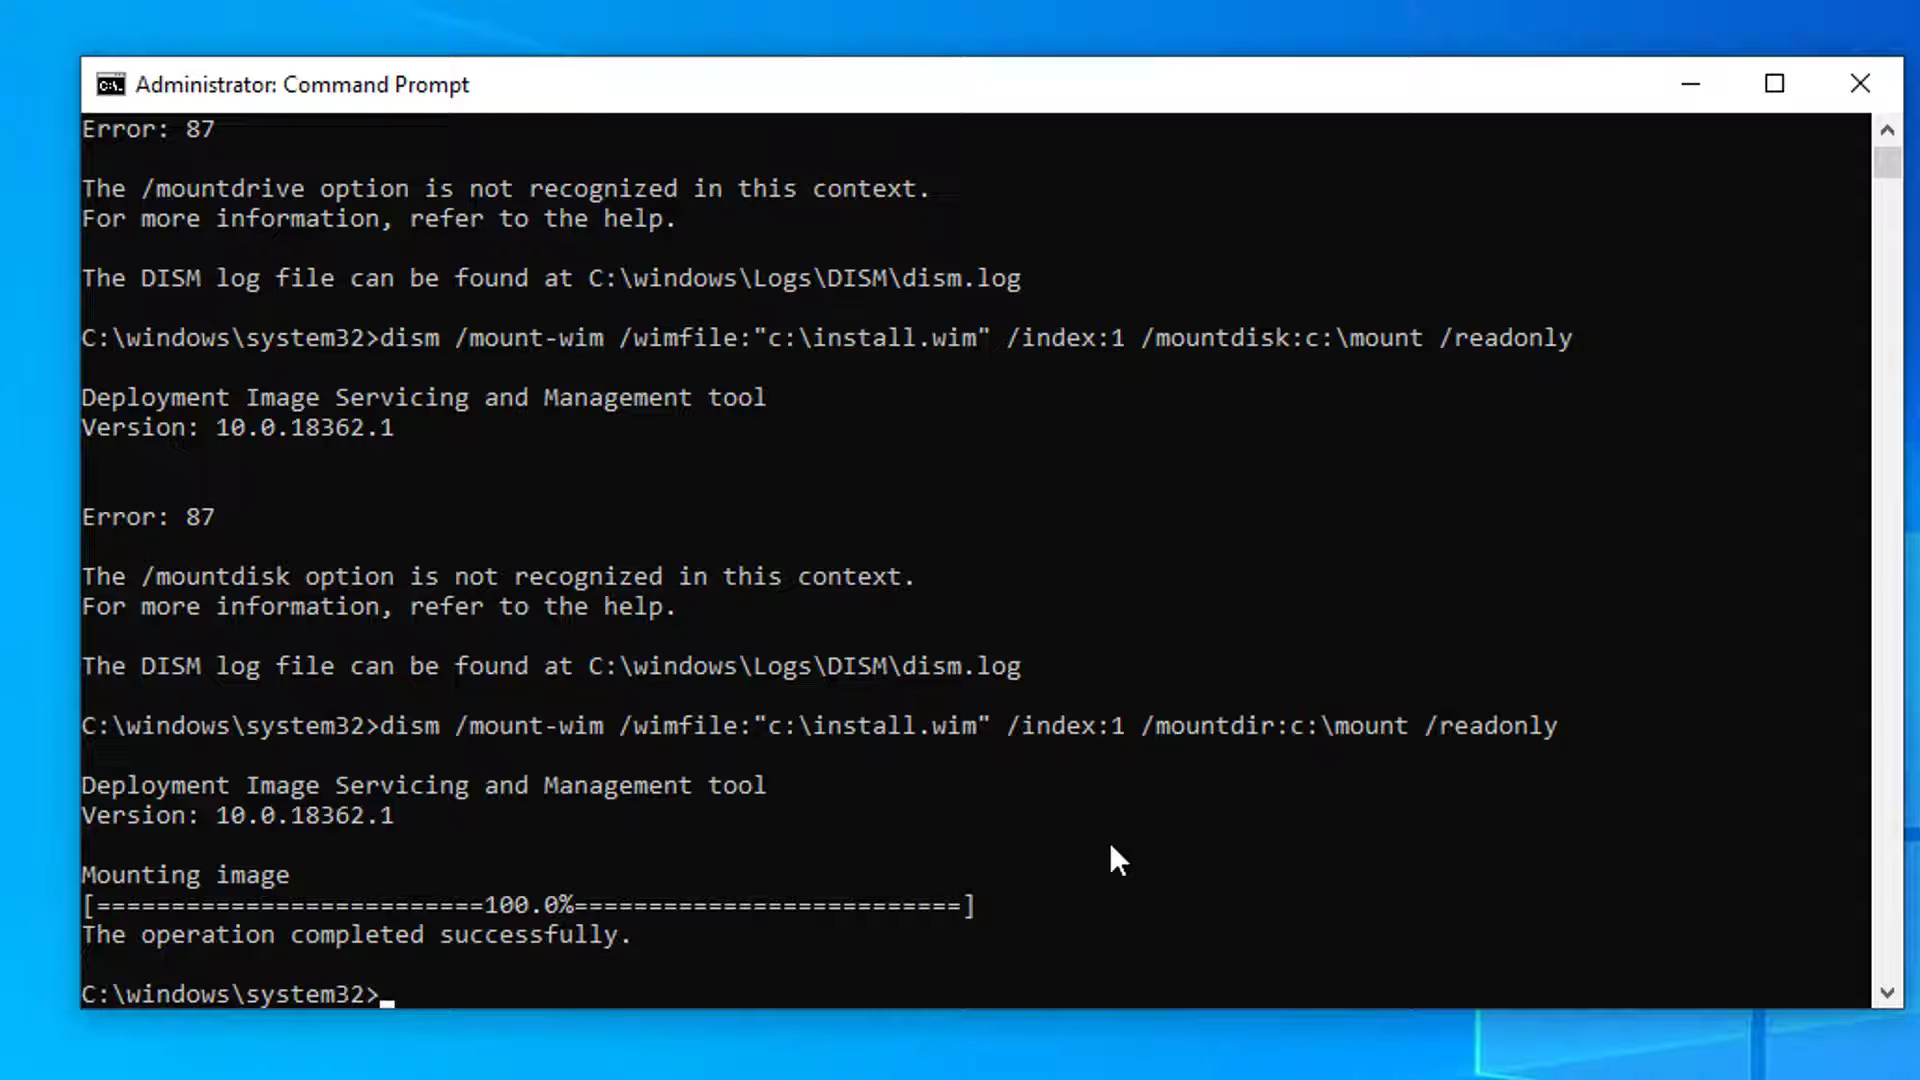 Administrator: Command Prompt
Error: 87
The /mountdrive option is not recognized in this context.
For more information, refer to the help.
The DISM log file can be found at C:\windows\Logs\DISM\dism.log
C:\windows\system32>dism /mount-wim /wimfile:"c:\install.wim" /index:1 /mountdisk:c:\mount /readonly
Deployment Image Servicing and Management tool
Version: 10.0.18362.1
Error: 87
The /mountdisk option is not recognized in this context.
For more information, refer to the help.
The DISM log file can be found at C:\windows\Logs\DISM\dism.log
C:\windows\system32>dism /mount-wim /wimfile:"c:\install.wim" /index:1 /mountdir:c:\mount /readonly
Deployment Image Servicing and Management tool
Version: 10.0.18362.1
Mounting image
[==========================100.0%==========================]
The operation completed successfully.
C:\windows\system32>